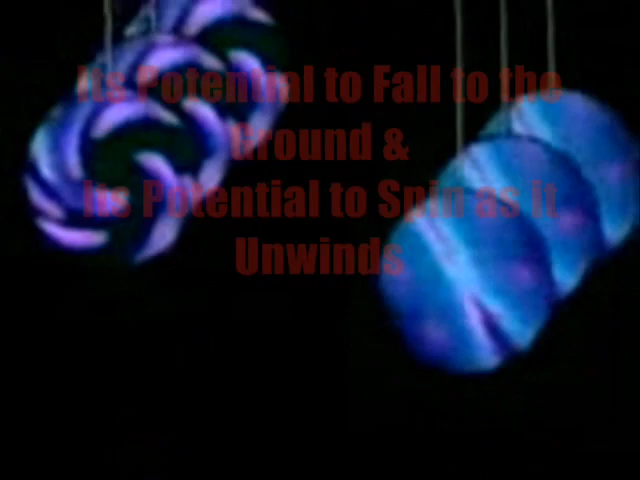 Its Potential to Fall to the
Ground &
Its Potential to Spin as it
Unwinds